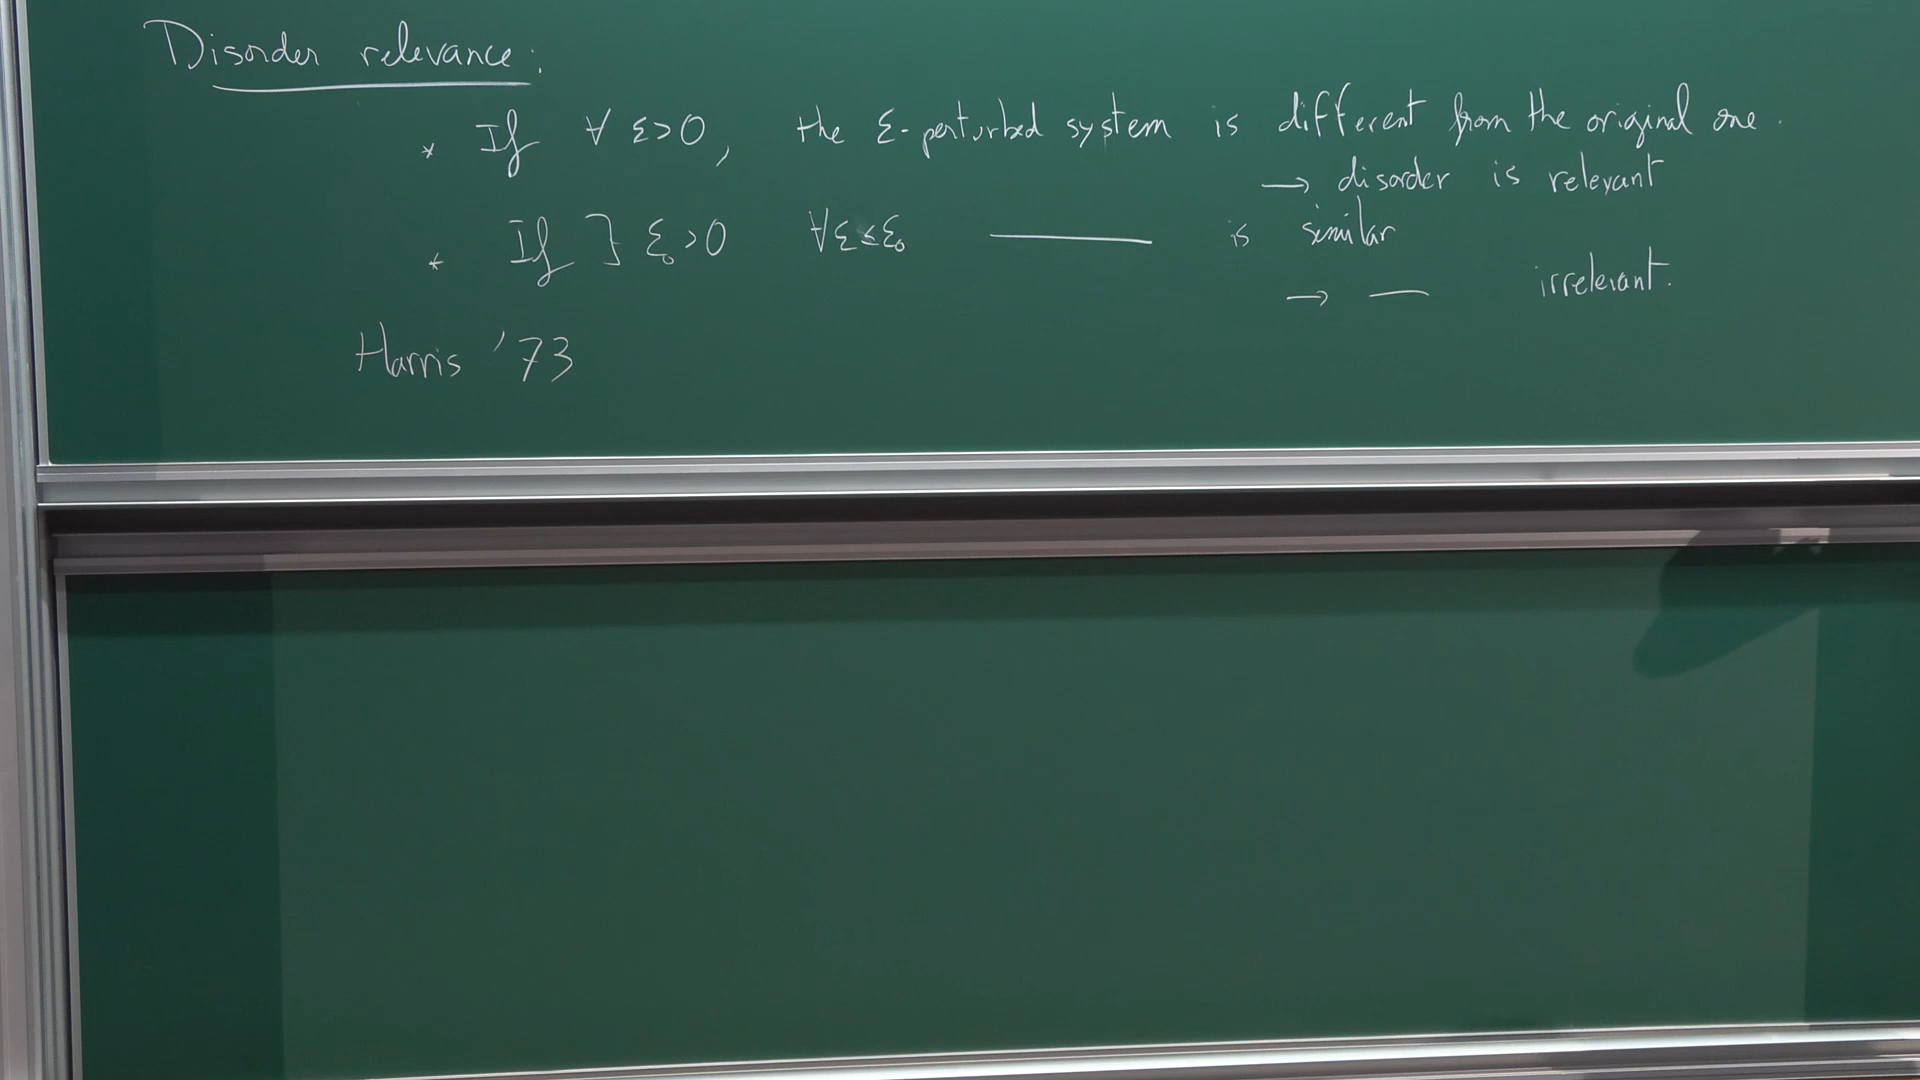 Disorder relevance:
* If ∀ ε>0, the ε-perturbed system is different from the original one.
→ disorder is relevant
* If ∃ ε₀>0 ∀ε≤ε₀ —— is similar
→ — irrelevant.
Harris '73